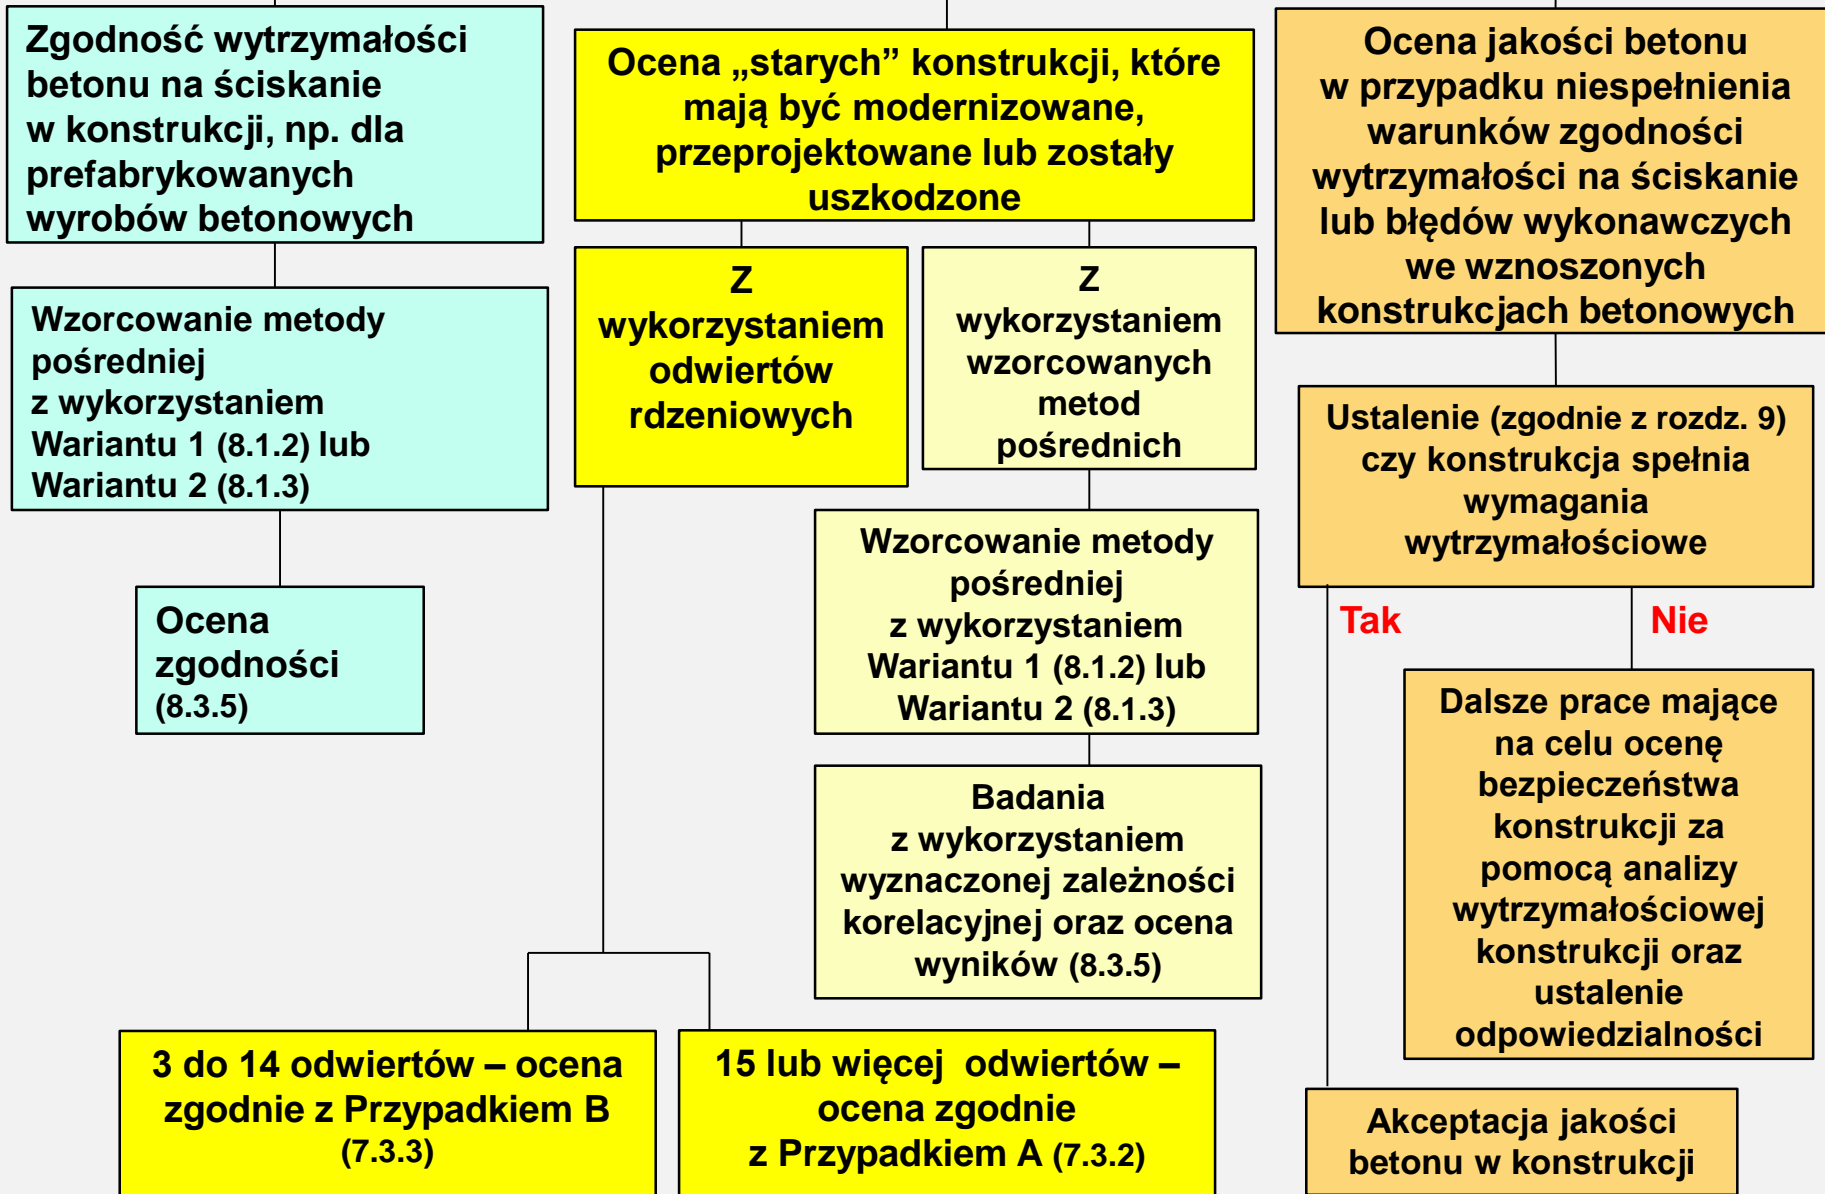 Zgodność wytrzymałości
betonu na ściskanie
w konstrukcji, np. dla
prefabrykowanych
wyrobów betonowych
Wzorcowanie metody
pośredniej
z wykorzystaniem
Wariantu 1 (8.1.2) lub
Wariantu 2 (8.1.3)
Ocena
zgodności
(8.3.5)
Ocena „starych” konstrukcji, które
mają być modernizowane,
przeprojektowane lub zostały
uszkodzone
Z
wykorzystaniem
odwiertów
rdzeniowych
Z
wykorzystaniem
wzorcowanych
metod
pośrednich
Wzorcowanie metody
pośredniej
z wykorzystaniem
Wariantu 1 (8.1.2) lub
Wariantu 2 (8.1.3)
Badania
z wykorzystaniem
wyznaczonej zależności
korelacyjnej oraz ocena
wyników (8.3.5)
3 do 14 odwiertów – ocena
zgodnie z Przypadkiem B
(7.3.3)
15 lub więcej odwiertów –
ocena zgodnie
z Przypadkiem A (7.3.2)
Ocena jakości betonu
w przypadku niespełnienia
warunków zgodności
wytrzymałości na ściskanie
lub błędów wykonawczych
we wznoszonych
konstrukcjach betonowych
Ustalenie (zgodnie z rozdz. 9)
czy konstrukcja spełnia
wymagania
wytrzymałościowe
Tak
Nie
Dalsze prace mające
na celu ocenę
bezpieczeństwa
konstrukcji za
pomocą analizy
wytrzymałościowej
konstrukcji oraz
ustalenie
odpowiedzialności
Akceptacja jakości
betonu w konstrukcji